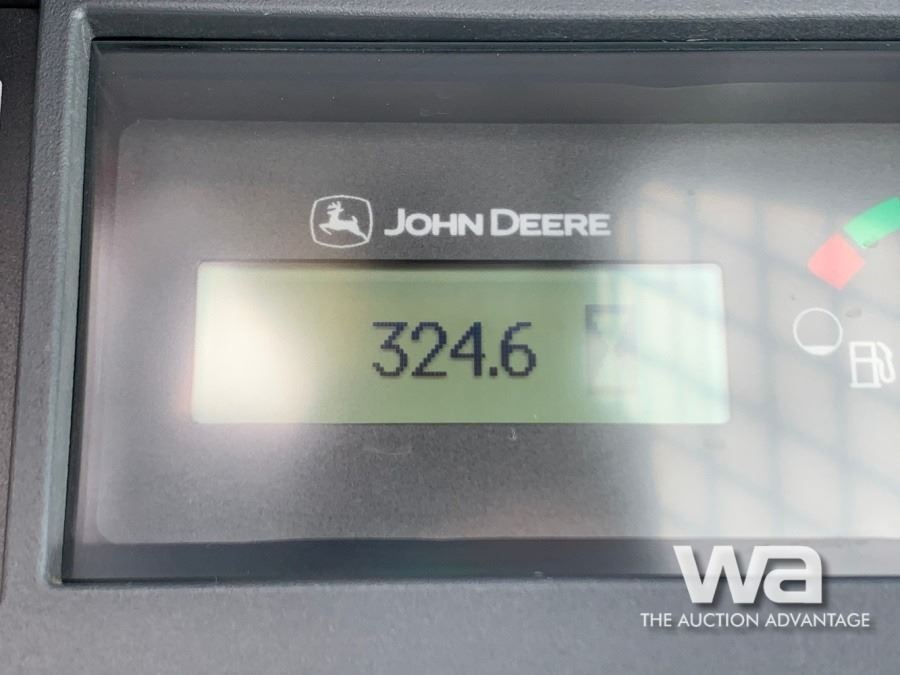 JOHN DEERE
324.6
wa
THE AUCTION ADVANTAGE